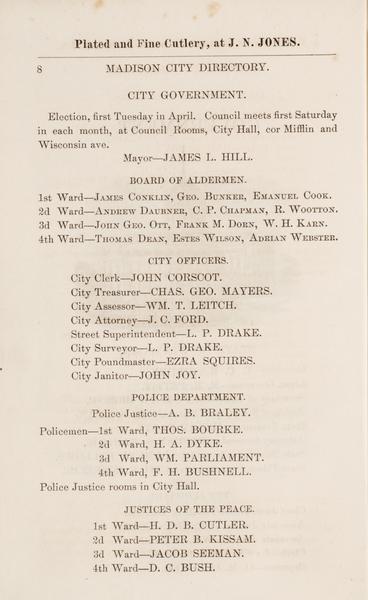 Plated and Fine Cutlery, at J. N. JONES.
8 MADISON CITY DIRECTORY.
CITY GOVERNMENT.
Election, first Tuesday in April. Council meets first Saturday
in each month, at Council Rooms, City Hall, cor Mifflin and
Wisconsin ave.
Mayor—JAMES L. HILL.
BOARD OF ALDERMEN.
1st Ward—JAMES CONKLIN, GEO. BUNKER, EMANUEL COOK.
2d Ward—ANDREW DAUBNER, C. P. CHAPMAN, R. WOOTTON.
3d Ward—JOHN GEO. OTT, FRANK M. DORN, W. H. KARN.
4th Ward—THOMAS DEAN, ESTES WILSON, ADRIAN WEBSTER.
CITY OFFICERS.
City Clerk—JOHN CORSCOT.
City Treasurer—CHAS. GEO. MAYERS.
City Assessor—WM. T. LEITCH.
City Attorney—J. C. FORD.
Street Superintendent—L. P. DRAKE.
City Surveyor—L. P. DRAKE.
City Poundmaster—EZRA SQUIRES.
City Janitor—JOHN JOY.
POLICE DEPARTMENT.
Police Justice—A. B. BRALEY.
Policemen—1st Ward, THOS. BOURKE.
2d Ward, H. A. DYKE.
3d Ward, WM. PARLIAMENT.
4th Ward, F. H. BUSHNELL.
Police Justice rooms in City Hall.
JUSTICES OF THE PEACE.
1st Ward—H. D. B. CUTLER.
2d Ward—PETER B. KISSAM.
3d Ward—JACOB SEEMAN.
4th Ward—D. C. BUSH.